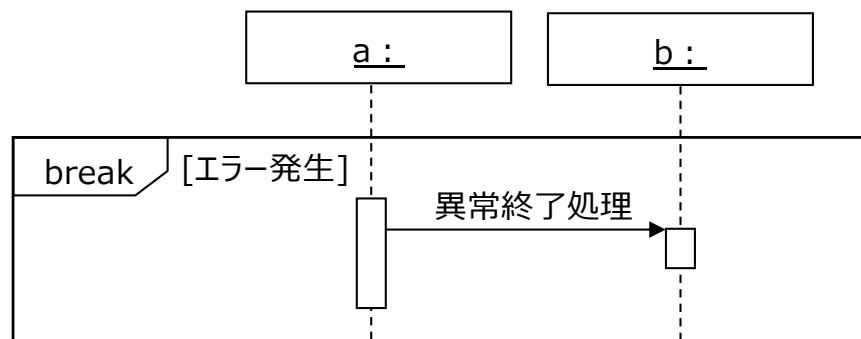 a：
b：
break
[エラー発生]
異常終了処理